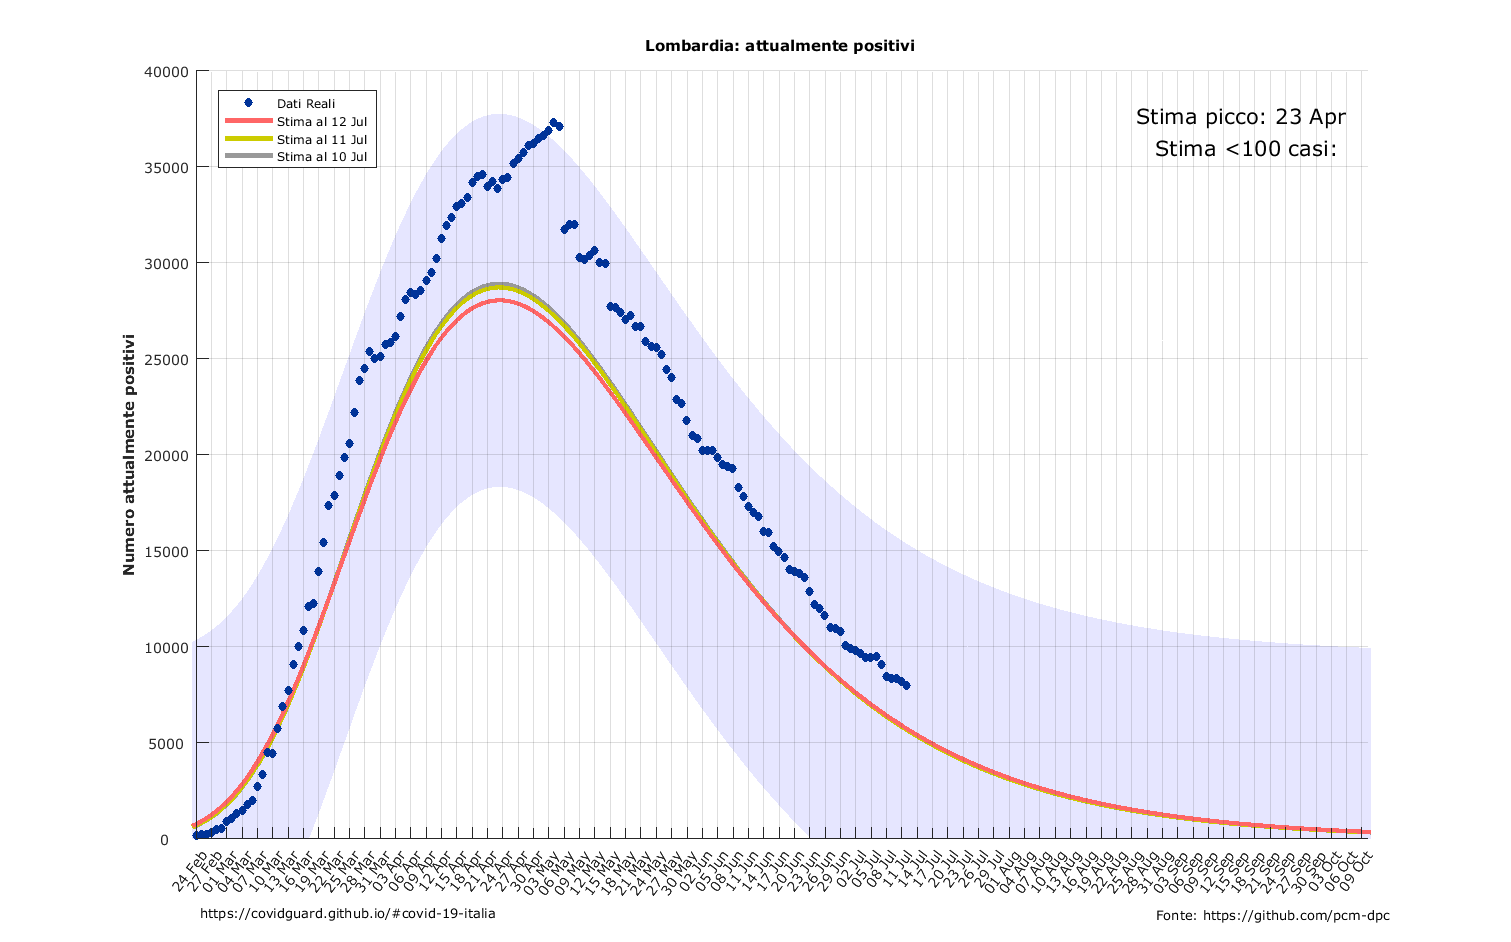 Lombardia: attualmente positivi
40000
35000
30000
25000
20000
15000
10000
5000
0
Numero attualmente positivi
Dati Reali
Stima al 12 Jul
Stima al 11 Jul
Stima al 10 Jul
Stima picco: 23 Apr
Stima <100 casi:
24 Feb
27 Feb
01 Mar
04 Mar
07 Mar
10 Mar
13 Mar
16 Mar
19 Mar
22 Mar
25 Mar
28 Mar
31 Mar
03 Apr
06 Apr
09 Apr
12 Apr
15 Apr
18 Apr
21 Apr
24 Apr
27 Apr
30 Apr
03 May
06 May
09 May
12 May
15 May
18 May
21 May
24 May
27 May
30 May
02 Jun
05 Jun
08 Jun
11 Jun
14 Jun
17 Jun
20 Jun
23 Jun
26 Jun
29 Jun
02 Jul
05 Jul
08 Jul
11 Jul
14 Jul
17 Jul
20 Jul
23 Jul
26 Jul
29 Jul
01 Aug
04 Aug
07 Aug
10 Aug
13 Aug
16 Aug
19 Aug
22 Aug
25 Aug
28 Aug
31 Aug
03 Sep
06 Sep
09 Sep
12 Sep
15 Sep
18 Sep
21 Sep
24 Sep
27 Sep
30 Sep
03 Oct
06 Oct
09 Oct
https://covidguard.github.io/#covid-19-italia
Fonte: https://github.com/pcm-dpc